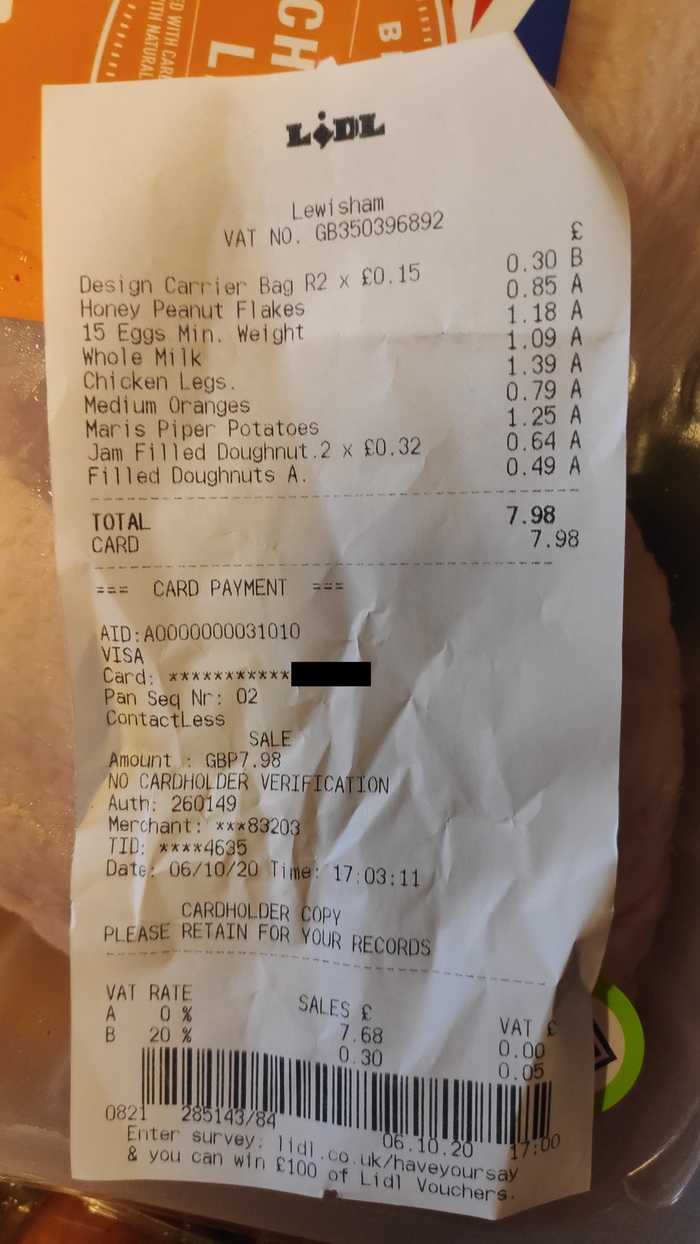 CH
L
B
ED WITH CARE
WITH NATURAL
LiDL
Lewisham
VAT NO. GB350396892
£
Design Carrier Bag R2 x £0.15 0.30 B
Honey Peanut Flakes 0.85 A
15 Eggs Min. Weight 1.18 A
Whole Milk 1.09 A
Chicken Legs. 1.39 A
Medium Oranges 0.79 A
Maris Piper Potatoes 1.25 A
Jam Filled Doughnut.2 x £0.32 0.64 A
Filled Doughnuts A. 0.49 A
TOTAL 7.98
CARD 7.98
=== CARD PAYMENT ===
AID:A0000000031010
VISA
Card: ***********
Pan Seq Nr: 02
ContactLess
SALE
Amount : GBP7.98
NO CARDHOLDER VERIFICATION
Auth: 260149
Merchant: ***83203
TID: ****4635
Date: 06/10/20 Time: 17:03:11
CARDHOLDER COPY
PLEASE RETAIN FOR YOUR RECORDS
VAT RATE SALES £ VAT £
A 0 % 7.68 0.00
B 20 % 0.30 0.05
0821 285143/84 06.10.20 17:00
Enter survey: lidl.co.uk/haveyoursay
& you can win £100 of Lidl Vouchers.